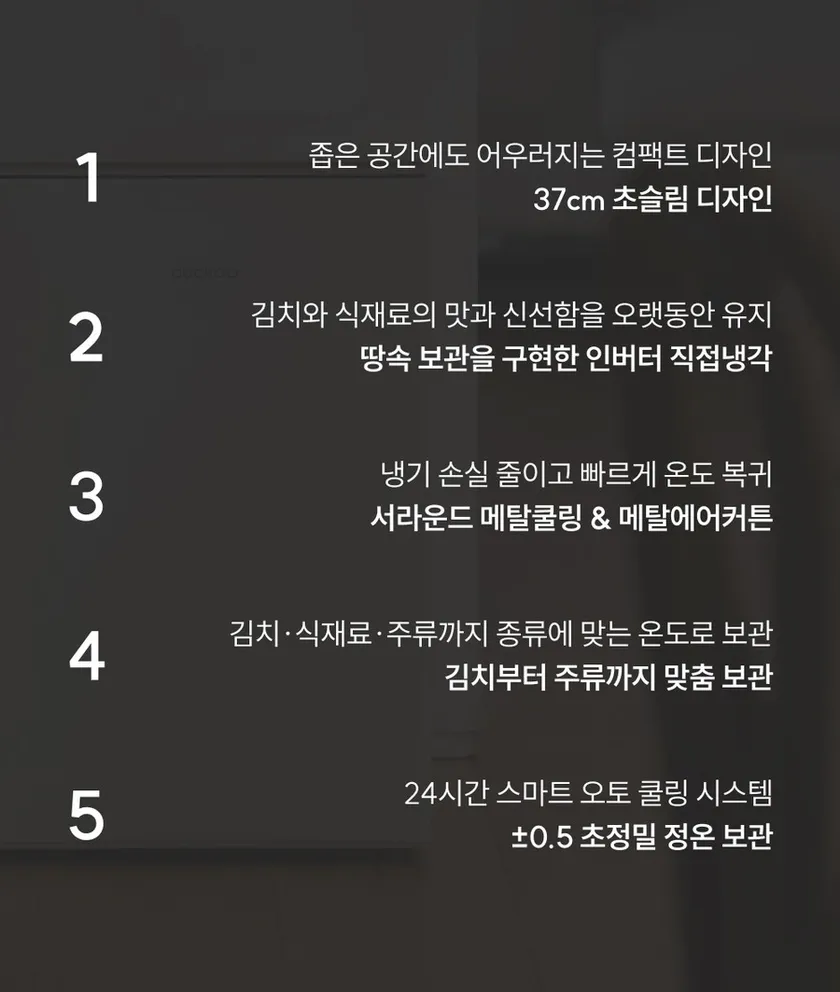 1
좁은 공간에도 어우러지는 컴팩트 디자인
37cm 초슬림 디자인
2
김치와 식재료의 맛과 신선함을 오랫동안 유지
땅속 보관을 구현한 인버터 직접냉각
3
냉기 손실 줄이고 빠르게 온도 복귀
서라운드 메탈쿨링 & 메탈에어커튼
4
김치·식재료·주류까지 종류에 맞는 온도로 보관
김치부터 주류까지 맞춤 보관
5
24시간 스마트 오토 쿨링 시스템
±0.5 초정밀 정온 보관